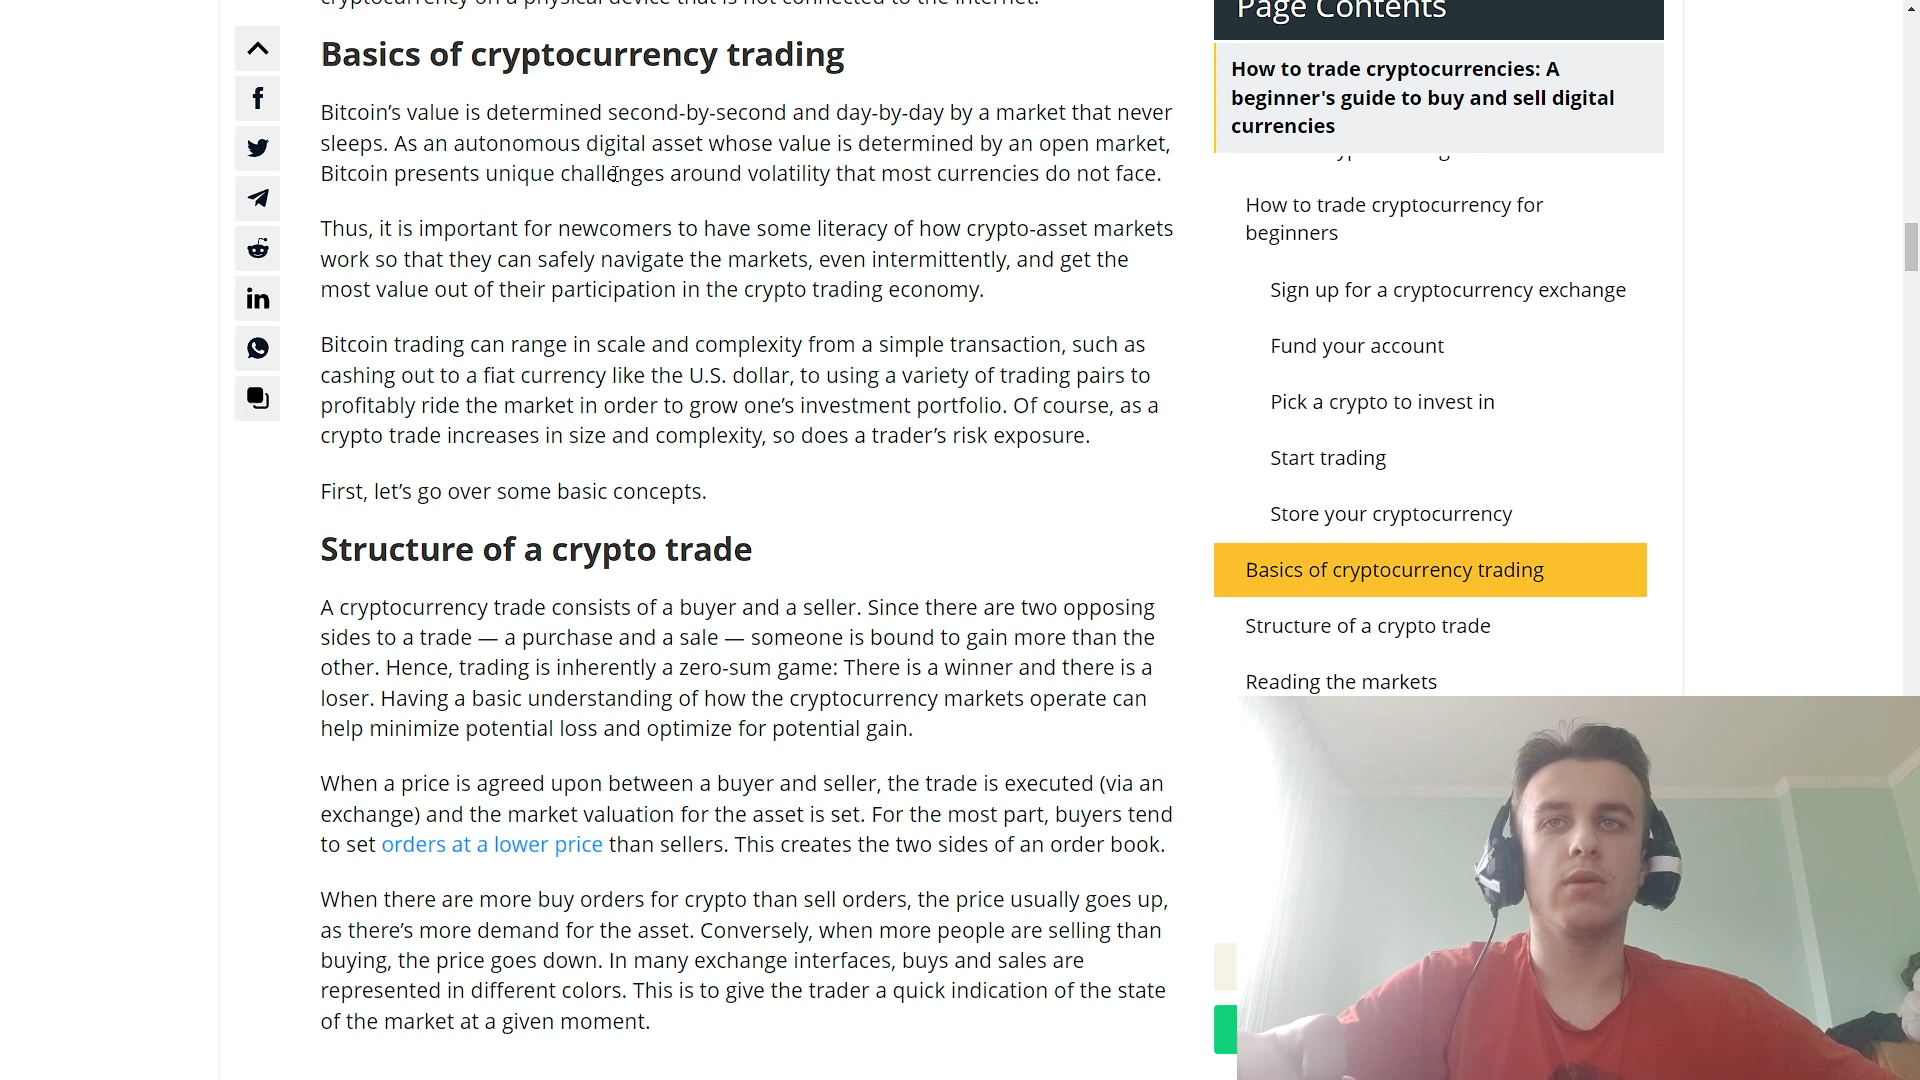 cryptocurrency on a physical device that is not connected to the internet.
Basics of cryptocurrency trading
Bitcoin’s value is determined second-by-second and day-by-day by a market that never
sleeps. As an autonomous digital asset whose value is determined by an open market,
Bitcoin presents unique challenges around volatility that most currencies do not face.
Thus, it is important for newcomers to have some literacy of how crypto-asset markets
work so that they can safely navigate the markets, even intermittently, and get the
most value out of their participation in the crypto trading economy.
Bitcoin trading can range in scale and complexity from a simple transaction, such as
cashing out to a fiat currency like the U.S. dollar, to using a variety of trading pairs to
profitably ride the market in order to grow one’s investment portfolio. Of course, as a
crypto trade increases in size and complexity, so does a trader’s risk exposure.
First, let’s go over some basic concepts.
Structure of a crypto trade
A cryptocurrency trade consists of a buyer and a seller. Since there are two opposing
sides to a trade — a purchase and a sale — someone is bound to gain more than the
other. Hence, trading is inherently a zero-sum game: There is a winner and there is a
loser. Having a basic understanding of how the cryptocurrency markets operate can
help minimize potential loss and optimize for potential gain.
When a price is agreed upon between a buyer and seller, the trade is executed (via an
exchange) and the market valuation for the asset is set. For the most part, buyers tend
to set orders at a lower price than sellers. This creates the two sides of an order book.
When there are more buy orders for crypto than sell orders, the price usually goes up,
as there’s more demand for the asset. Conversely, when more people are selling than
buying, the price goes down. In many exchange interfaces, buys and sales are
represented in different colors. This is to give the trader a quick indication of the state
of the market at a given moment.
Page Contents
How to trade cryptocurrencies: A
beginner's guide to buy and sell digital
currencies
How to trade cryptocurrency for
beginners
Sign up for a cryptocurrency exchange
Fund your account
Pick a crypto to invest in
Start trading
Store your cryptocurrency
Basics of cryptocurrency trading
Structure of a crypto trade
Reading the markets